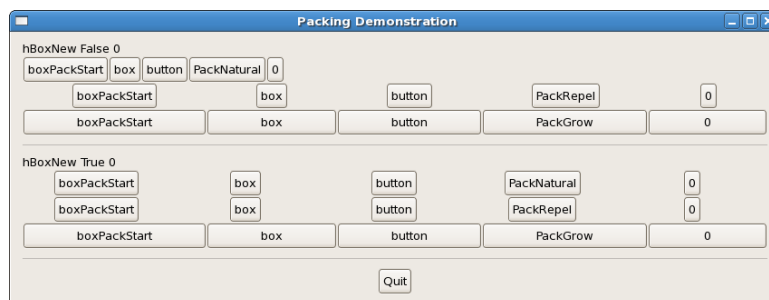 Packing Demonstration
hBoxNew False 0
boxPackStart box button PackNatural 0
boxPackStart box button PackRepel 0
boxPackStart box button PackGrow 0
hBoxNew True 0
boxPackStart box button PackNatural 0
boxPackStart box button PackRepel 0
boxPackStart box button PackGrow 0
Quit